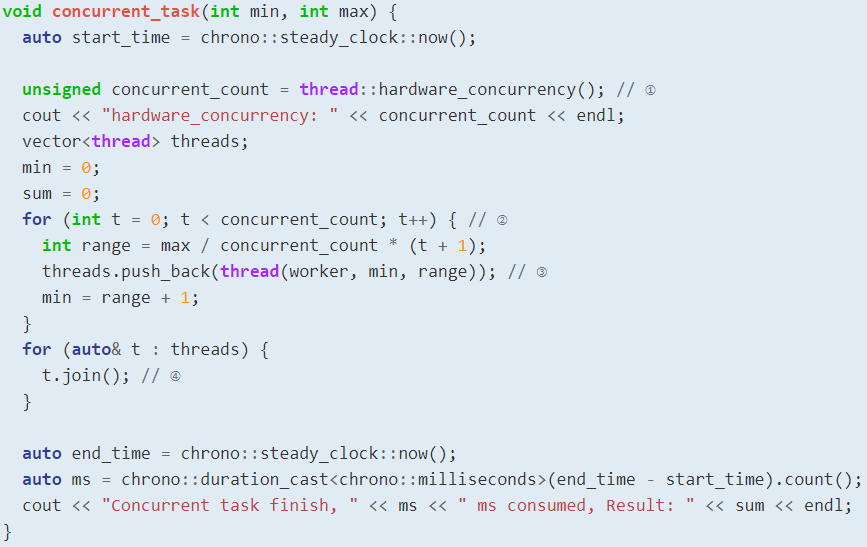 void concurrent_task(int min, int max) {
  auto start_time = chrono::steady_clock::now();

  unsigned concurrent_count = thread::hardware_concurrency(); // ①
  cout << "hardware_concurrency: " << concurrent_count << endl;
  vector<thread> threads;
  min = 0;
  sum = 0;
  for (int t = 0; t < concurrent_count; t++) { // ②
    int range = max / concurrent_count * (t + 1);
    threads.push_back(thread(worker, min, range)); // ③
    min = range + 1;
  }
  for (auto& t : threads) {
    t.join(); // ④
  }

  auto end_time = chrono::steady_clock::now();
  auto ms = chrono::duration_cast<chrono::milliseconds>(end_time - start_time).count();
  cout << "Concurrent task finish, " << ms << " ms consumed, Result: " << sum << endl;
}